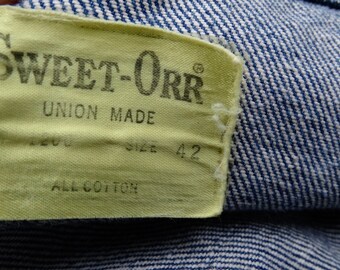 SWEET-ORR®
UNION MADE
SIZE 42
ALL COTTON